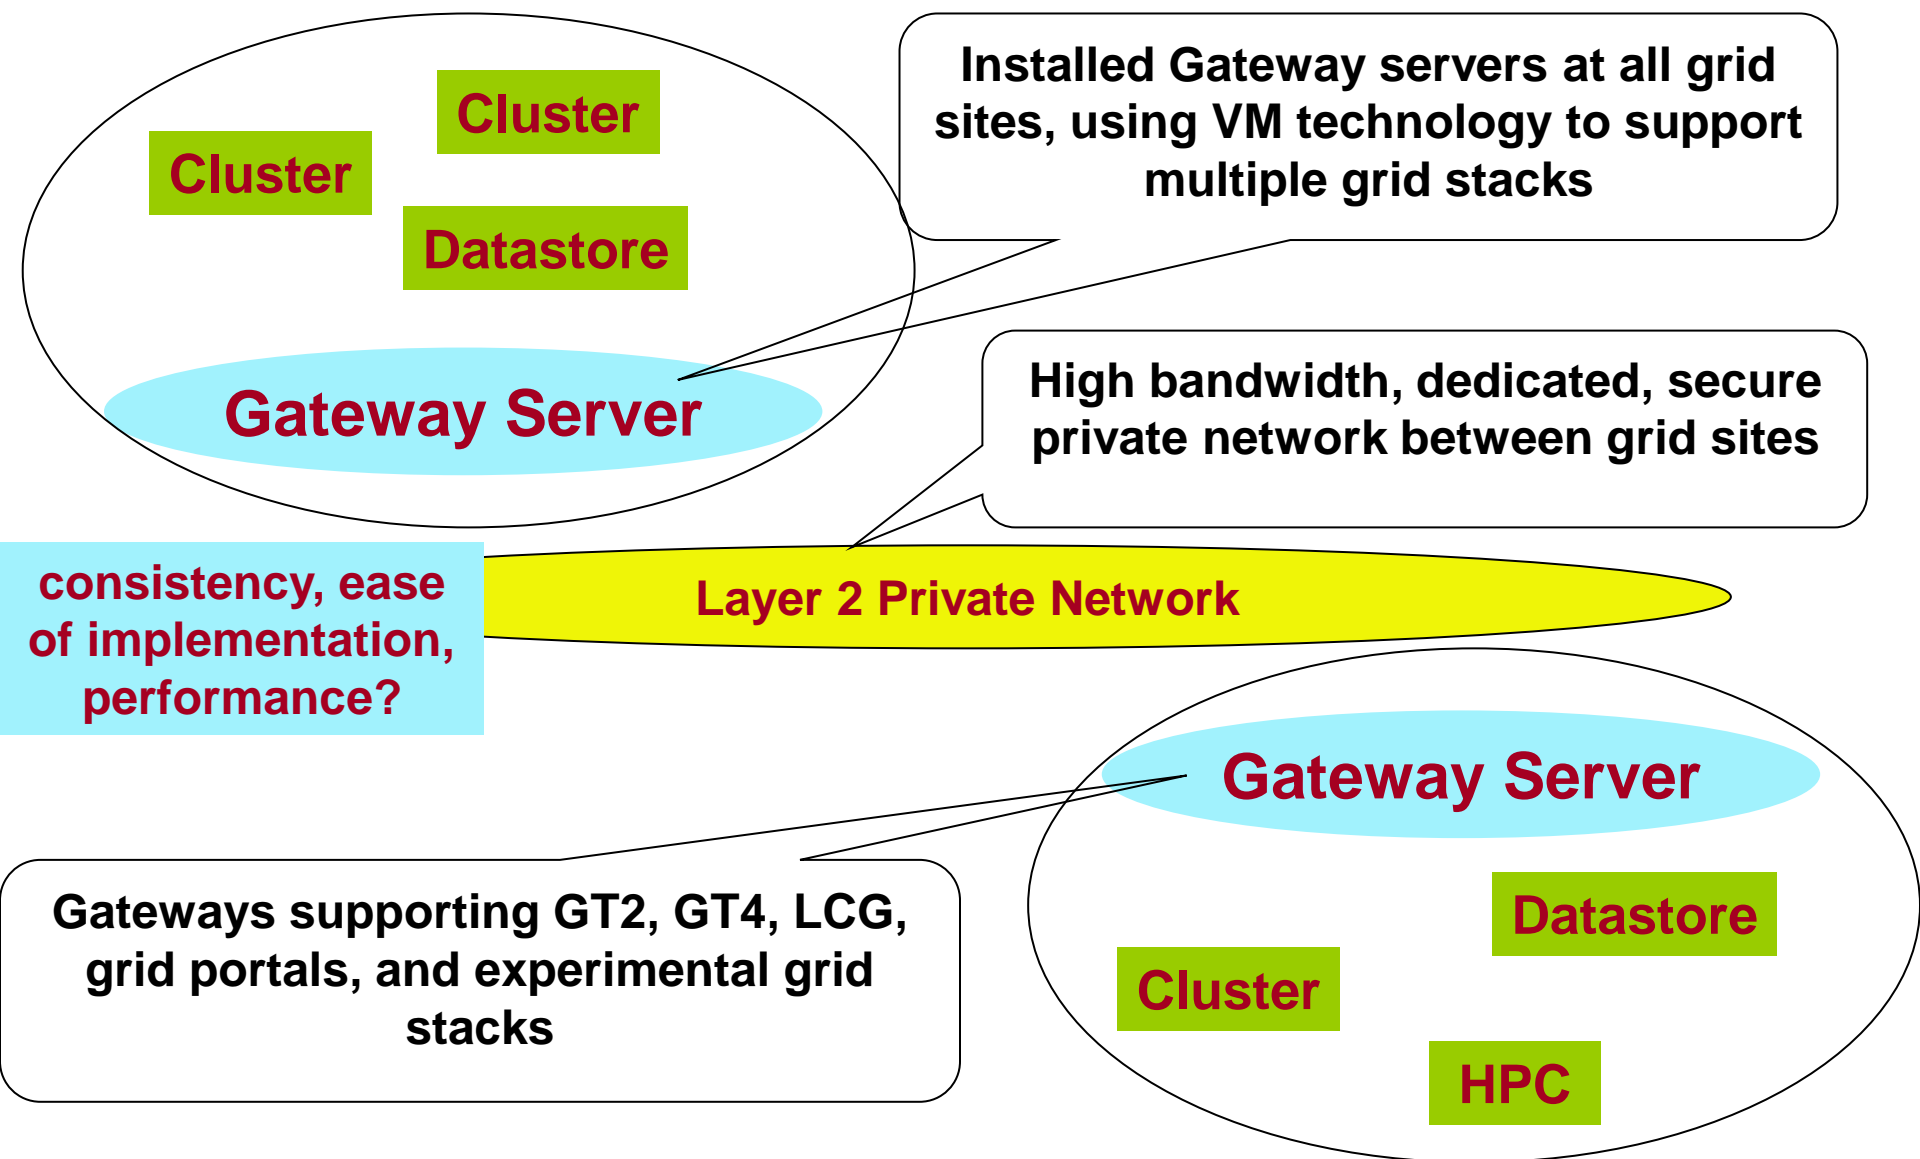 Cluster
Cluster
Datastore
Gateway Server
Installed Gateway servers at all grid
sites, using VM technology to support
multiple grid stacks
High bandwidth, dedicated, secure
private network between grid sites
consistency, ease
of implementation,
performance?
Layer 2 Private Network
Gateway Server
Gateways supporting GT2, GT4, LCG,
grid portals, and experimental grid
stacks
Datastore
Cluster
HPC